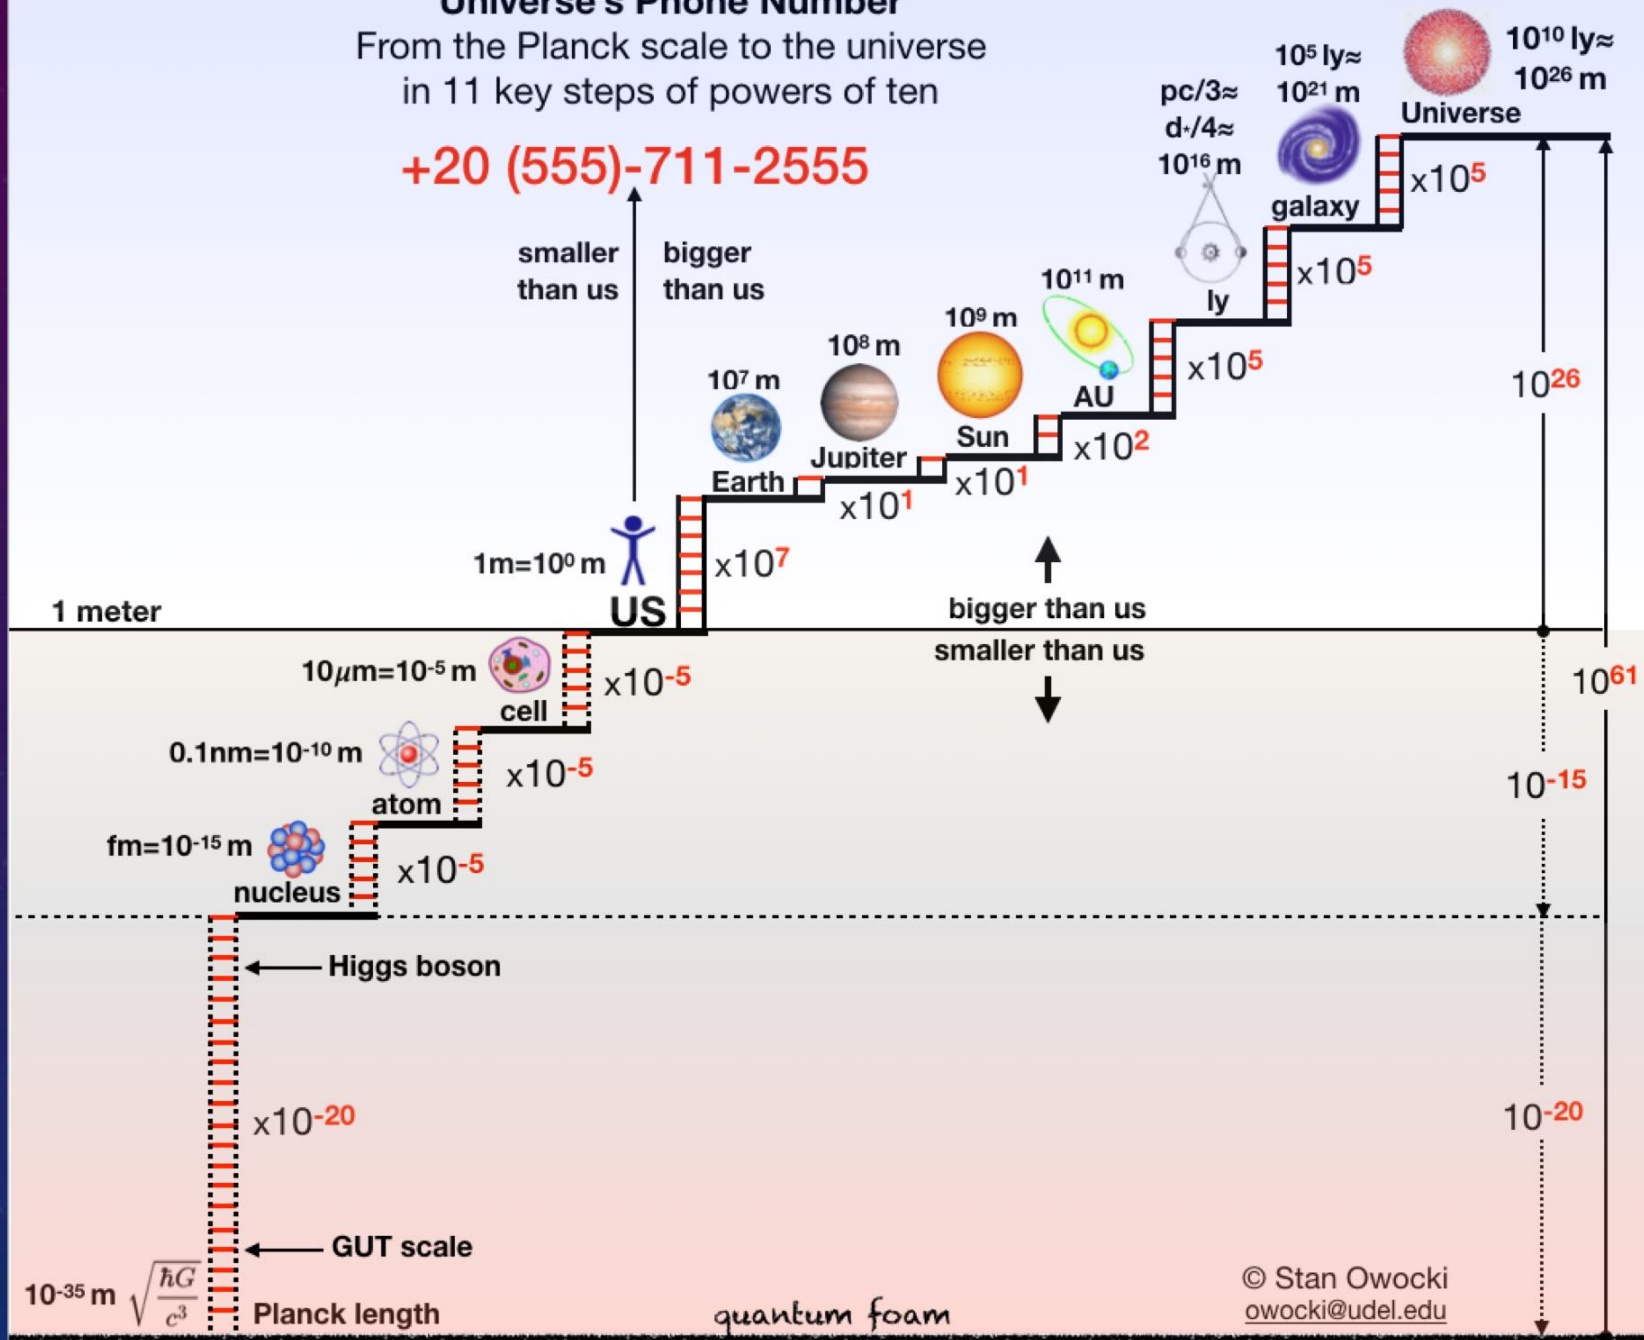 Universe's Phone Number
From the Planck scale to the universe
in 11 key steps of powers of ten
+20 (555)-711-2555
smaller
than us
bigger
than us
10¹⁰ ly≈
10²⁶ m
Universe
x10⁵
10⁵ ly≈
10²¹ m
galaxy
x10⁵
pc/3≈
d⋆/4≈
10¹⁶ m
ly
x10⁵
10¹¹ m
AU
x10²
10⁹ m
Sun
x10¹
10⁸ m
Jupiter
x10¹
10⁷ m
Earth
x10⁷
1m=10⁰ m
US
1 meter
bigger than us
smaller than us
10²⁶
10⁶¹
10⁻¹⁵
10⁻²⁰
10μm=10⁻⁵ m
cell
x10⁻⁵
0.1nm=10⁻¹⁰ m
atom
x10⁻⁵
fm=10⁻¹⁵ m
nucleus
x10⁻⁵
Higgs boson
x10⁻²⁰
GUT scale
10⁻³⁵ m √(ħG/c³)
Planck length
quantum foam
© Stan Owocki
owocki@udel.edu